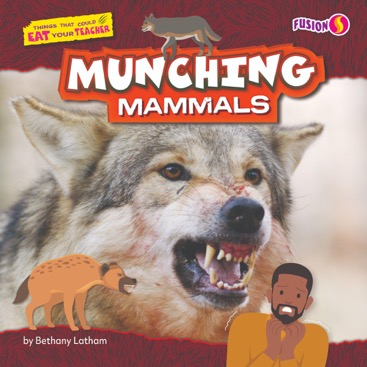 THINGS THAT COULD
EAT YOUR TEACHER
FUSION
MUNCHING
MAMMALS
by Bethany Latham